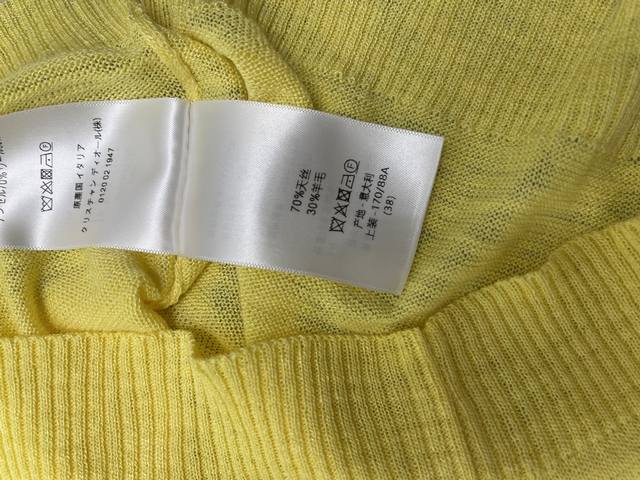 原産国 イタリア
クリスチャン ディオール(株)
0120 02 1947
70%天丝
30%羊毛
产地 - 意大利
上装 - 170/88A
(38)